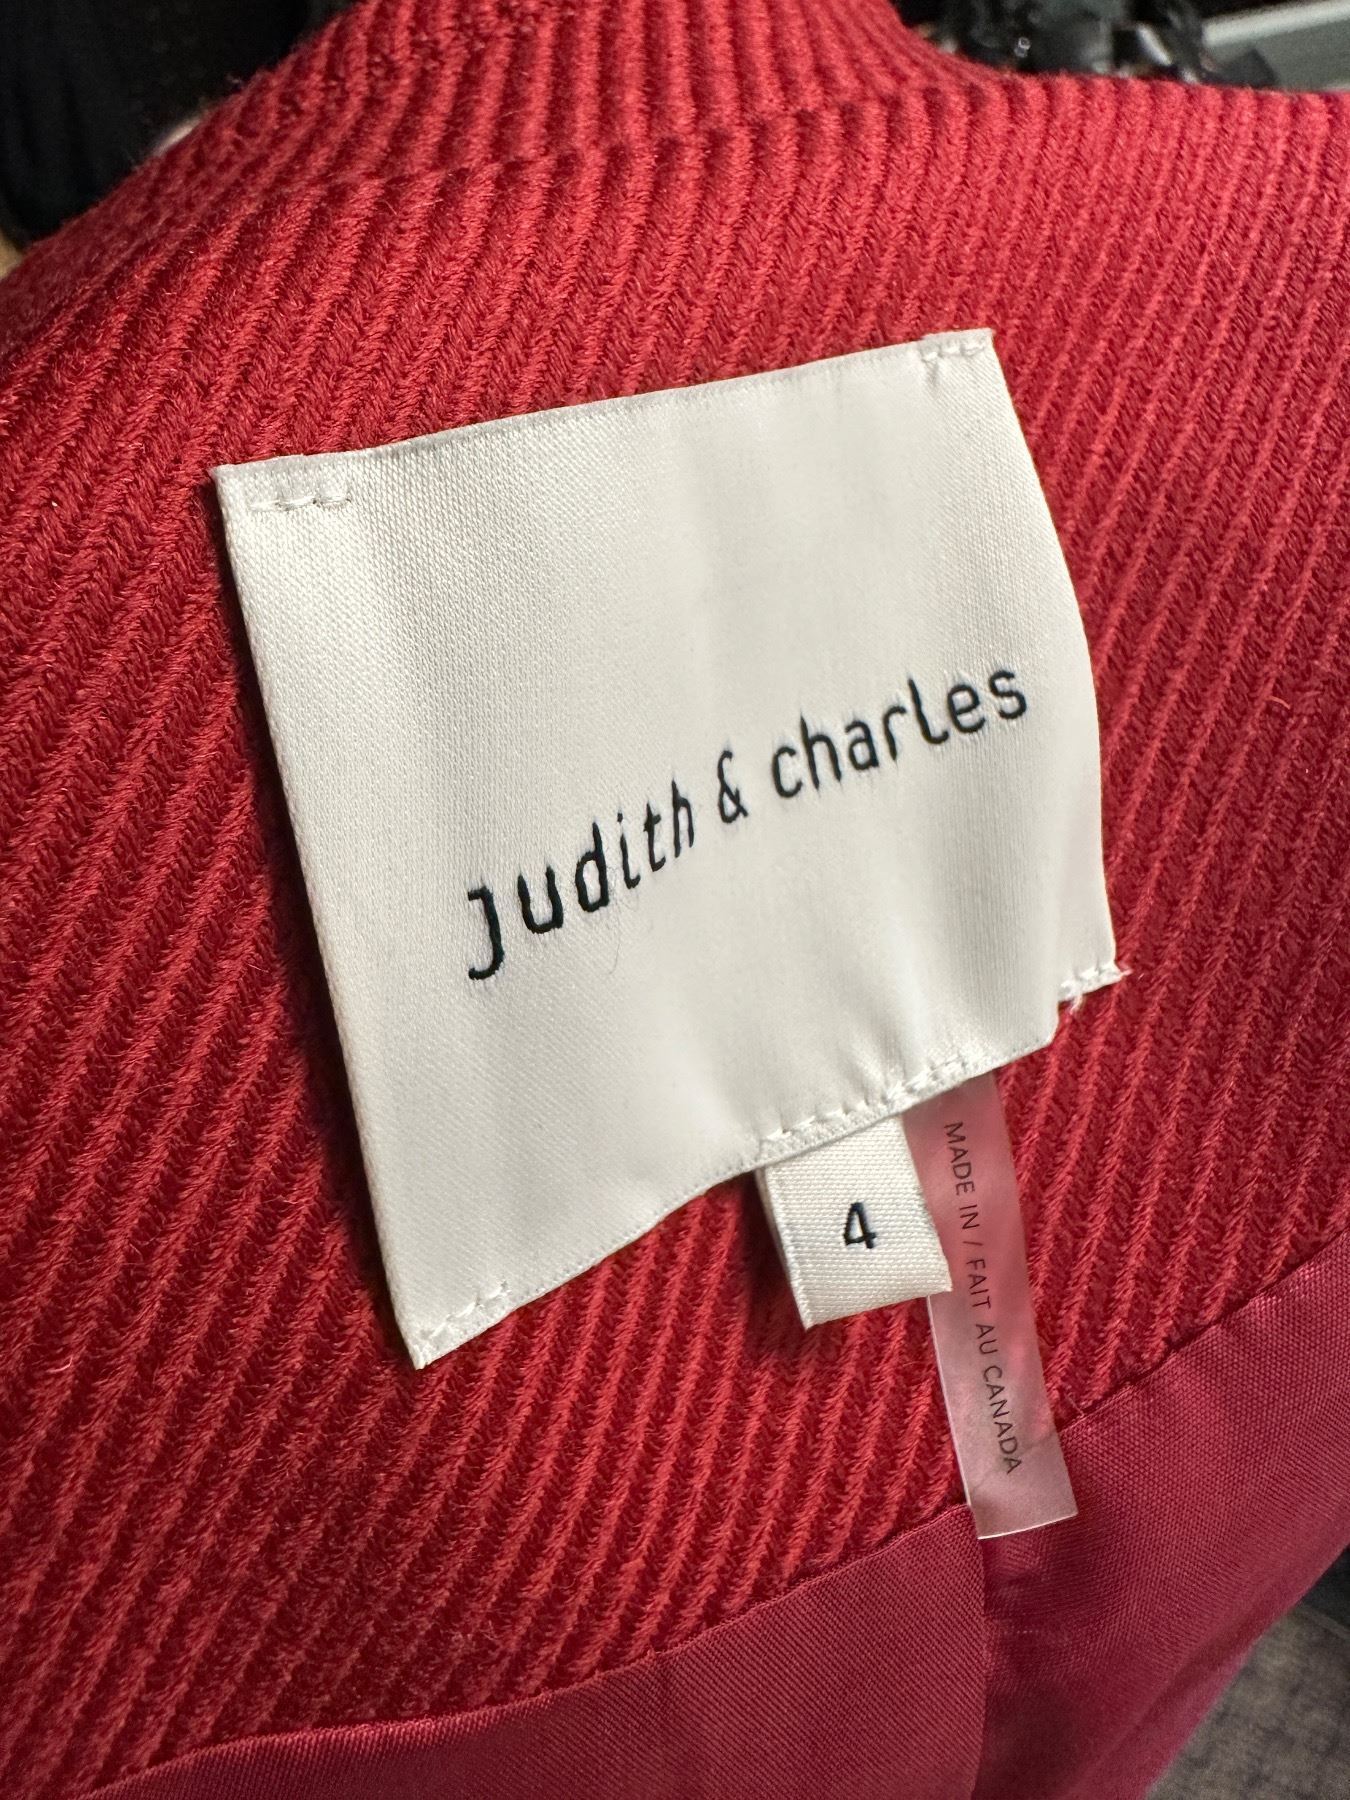 judith & charles
4
MADE IN / FAIT AU CANADA